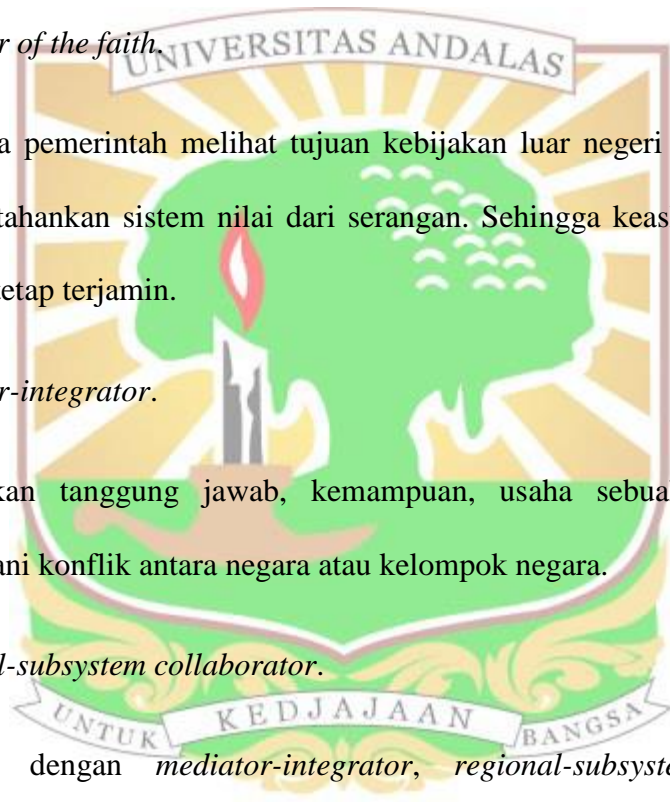 r of the faith.
UNIVERSITAS ANDALAS
a pemerintah melihat tujuan kebijakan luar negeri
tahankan sistem nilai dari serangan. Sehingga keas
tetap terjamin.
r-integrator.
kan tanggung jawab, kemampuan, usaha sebua
ani konflik antara negara atau kelompok negara.
l-subsystem collaborator.
UNTUK KEDJAJAAN BANGSA
dengan mediator-integrator, regional-subsyste